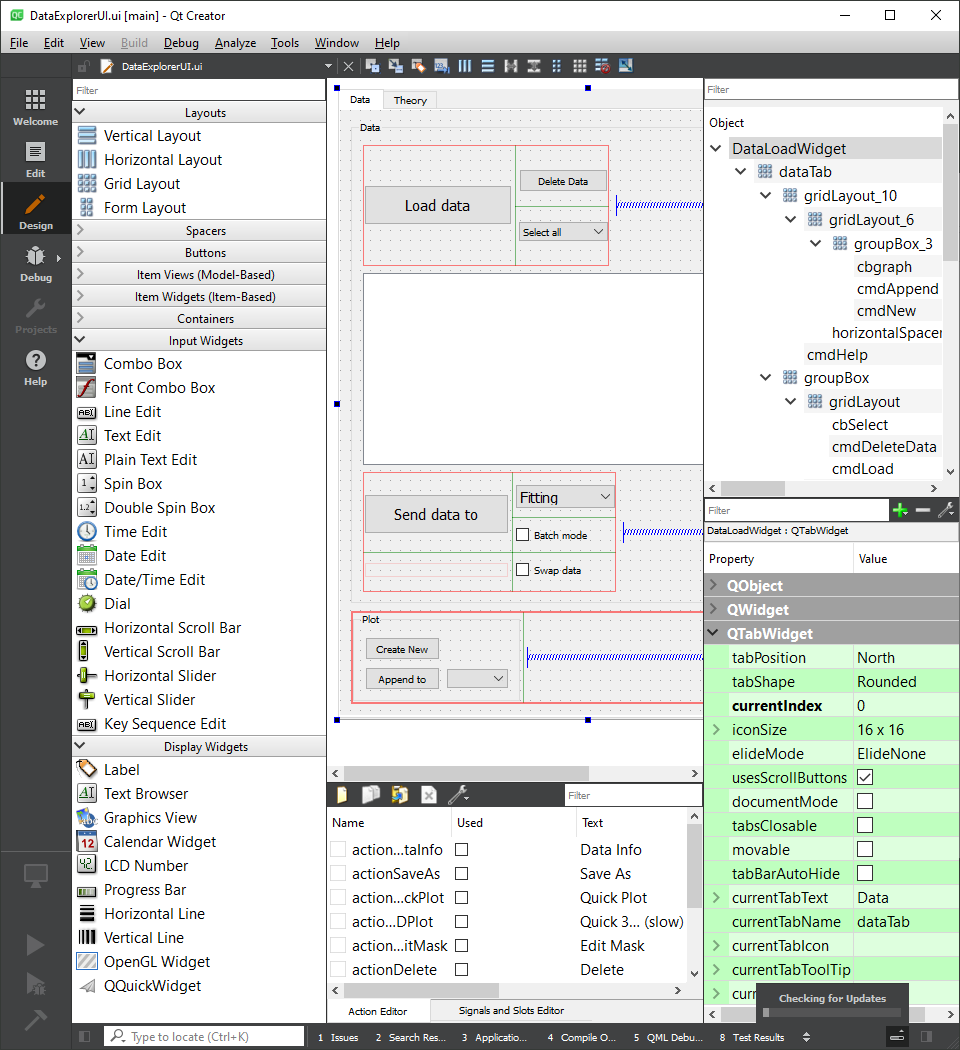 DataExplorerUI.ui [main] - Qt Creator
File Edit View Build Debug Analyze Tools Window Help
DataExplorerUI.ui
Welcome
Edit
Design
Debug
Projects
Help
Filter
Layouts
Vertical Layout
Horizontal Layout
Grid Layout
Form Layout
Spacers
Buttons
Item Views (Model-Based)
Item Widgets (Item-Based)
Containers
Input Widgets
Combo Box
Font Combo Box
Line Edit
Text Edit
Plain Text Edit
Spin Box
Double Spin Box
Time Edit
Date Edit
Date/Time Edit
Dial
Horizontal Scroll Bar
Vertical Scroll Bar
Horizontal Slider
Vertical Slider
Key Sequence Edit
Display Widgets
Label
Text Browser
Graphics View
Calendar Widget
LCD Number
Progress Bar
Horizontal Line
Vertical Line
OpenGL Widget
QQuickWidget
Data Theory
Data
Load data
Delete Data
Select all
Send data to
Fitting
Batch mode
Swap data
Plot
Create New
Append to
Filter
Name Used Text
action...taInfo Data Info
actionSaveAs Save As
action...ckPlot Quick Plot
actio...DPlot Quick 3... (slow)
action...itMask Edit Mask
actionDelete Delete
Action Editor Signals and Slots Editor
Filter
Object
DataLoadWidget
dataTab
gridLayout_10
gridLayout_6
groupBox_3
cbgraph
cmdAppend
cmdNew
horizontalSpacer
cmdHelp
groupBox
gridLayout
cbSelect
cmdDeleteData
cmdLoad
Filter
DataLoadWidget : QTabWidget
Property Value
QObject
QWidget
QTabWidget
tabPosition North
tabShape Rounded
currentIndex 0
iconSize 16 x 16
elideMode ElideNone
usesScrollButtons
documentMode
tabsClosable
movable
tabBarAutoHide
currentTabText Data
currentTabName dataTab
currentTabIcon
currentTabToolTip
curr
Checking for Updates
Type to locate (Ctrl+K) 1 Issues 2 Search Res... 3 Applicatio... 4 Compile O... 5 QML Debu... 8 Test Results